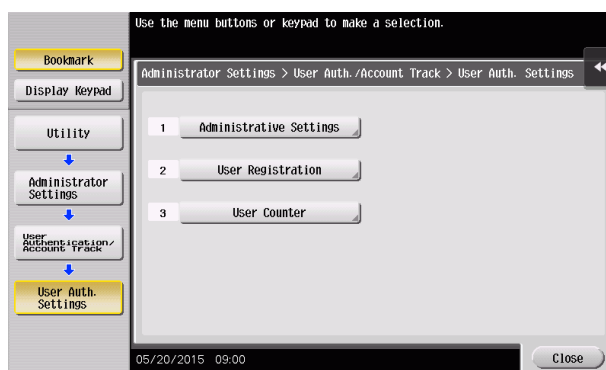 Use the menu buttons or keypad to make a selection.
Bookmark
Display Keypad
Administrator Settings > User Auth./Account Track > User Auth. Settings
Utility
Administrator
Settings
User
Authentication/
Account Track
User Auth.
Settings
1 Administrative Settings
2 User Registration
3 User Counter
05/20/2015 09:00
Close